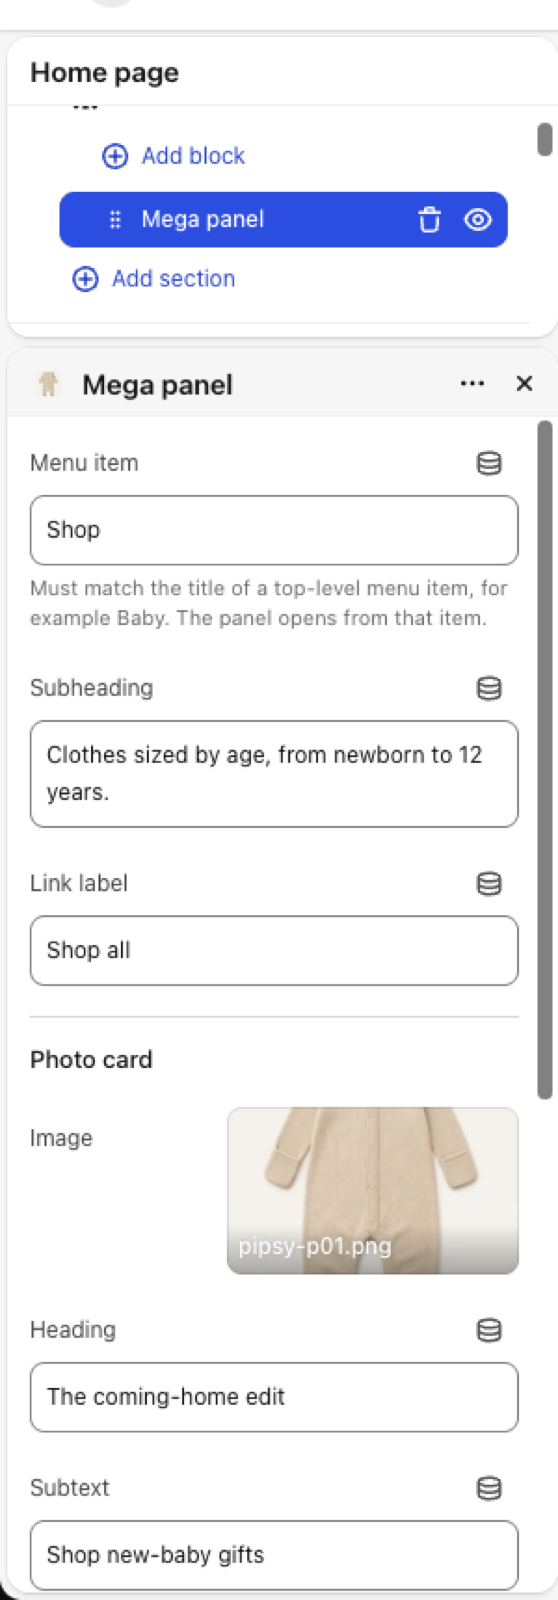 Home page
Add block
Mega panel
Add section
Mega panel
Menu item
Shop
Must match the title of a top-level menu item, for
example Baby. The panel opens from that item.
Subheading
Clothes sized by age, from newborn to 12
years.
Link label
Shop all
Photo card
Image
pipsy-p01.png
Heading
The coming-home edit
Subtext
Shop new-baby gifts